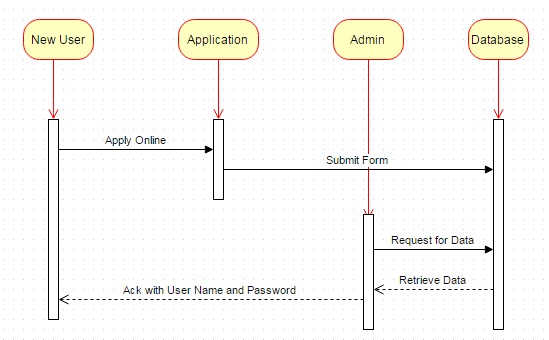 New User
Application
Admin
Database
Apply Online
Submit Form
Request for Data
Retrieve Data
Ack with User Name and Password